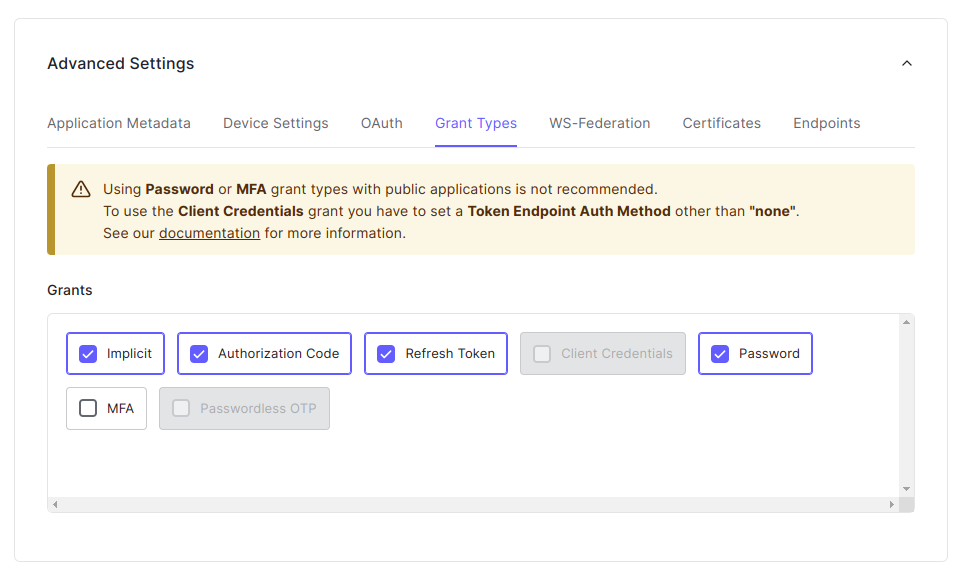 Advanced Settings
Application Metadata Device Settings OAuth Grant Types WS-Federation Certificates Endpoints
Using Password or MFA grant types with public applications is not recommended.
To use the Client Credentials grant you have to set a Token Endpoint Auth Method other than "none".
See our documentation for more information.
Grants
Implicit Authorization Code Refresh Token Client Credentials Password
MFA Passwordless OTP